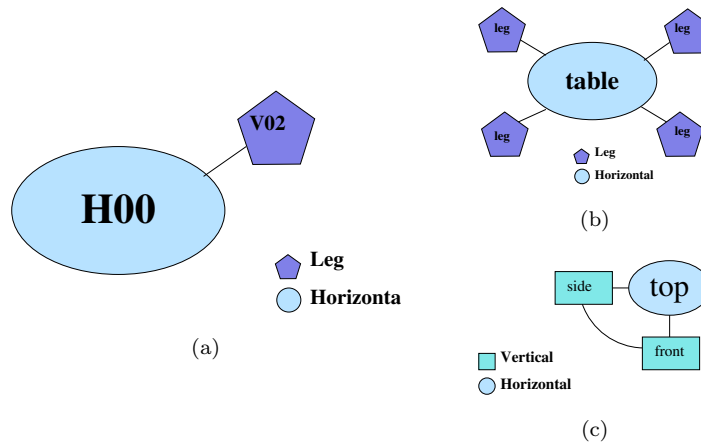 V02
H00
Leg
Horizonta
(a)
leg
leg
table
leg
leg
Leg
Horizontal
(b)
side
top
front
Vertical
Horizontal
(c)